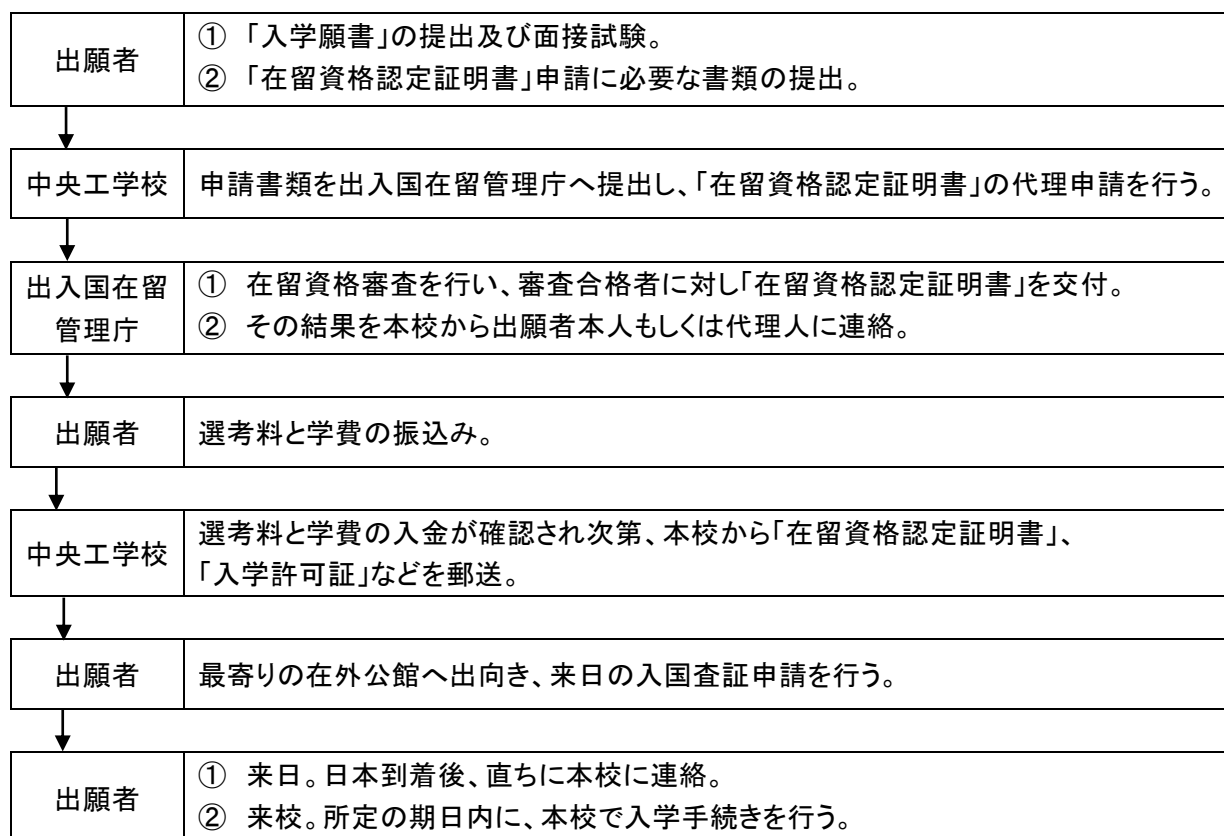 出願者
① 「入学願書」の提出及び面接試験。
② 「在留資格認定証明書」申請に必要な書類の提出。
中央工学校
申請書類を出入国在留管理庁へ提出し、「在留資格認定証明書」の代理申請を行う。
出入国在留
管理庁
① 在留資格審査を行い、審査合格者に対し「在留資格認定証明書」を交付。
② その結果を本校から出願者本人もしくは代理人に連絡。
出願者
選考料と学費の振込み。
中央工学校
選考料と学費の入金が確認され次第、本校から「在留資格認定証明書」、
「入学許可証」などを郵送。
出願者
最寄りの在外公館へ出向き、来日の入国査証申請を行う。
出願者
① 来日。日本到着後、直ちに本校に連絡。
② 来校。所定の期日内に、本校で入学手続きを行う。